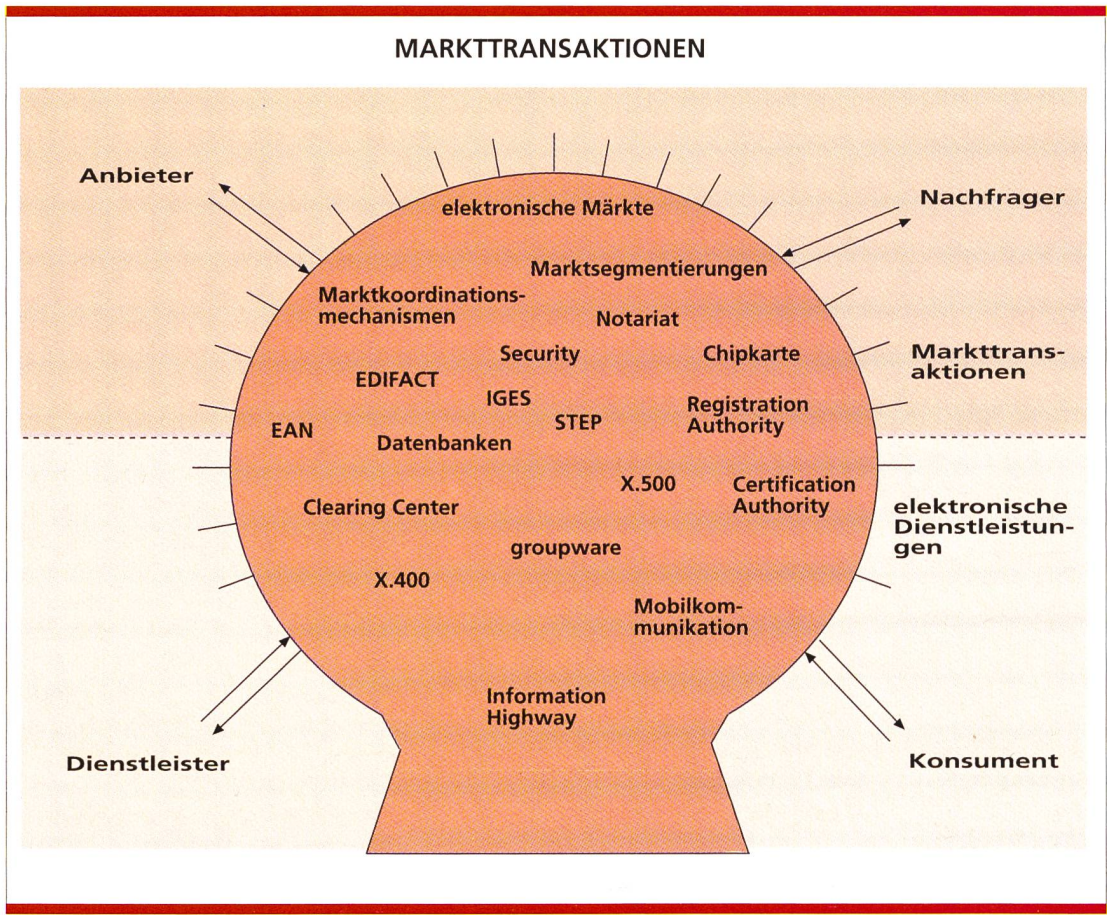 MARKTTRANSAKTIONEN
Anbieter
Nachfrager
elektronische Märkte
Marktsegmentierungen
Marktkoordinations-
mechanismen
Notariat
Security
Chipkarte
Markttrans-
aktionen
EDIFACT
IGES
STEP
Registration
Authority
EAN
Datenbanken
X.500
Certification
Authority
Clearing Center
elektronische
Dienstleistun-
gen
groupware
X.400
Mobilkom-
munikation
Information
Highway
Dienstleister
Konsument